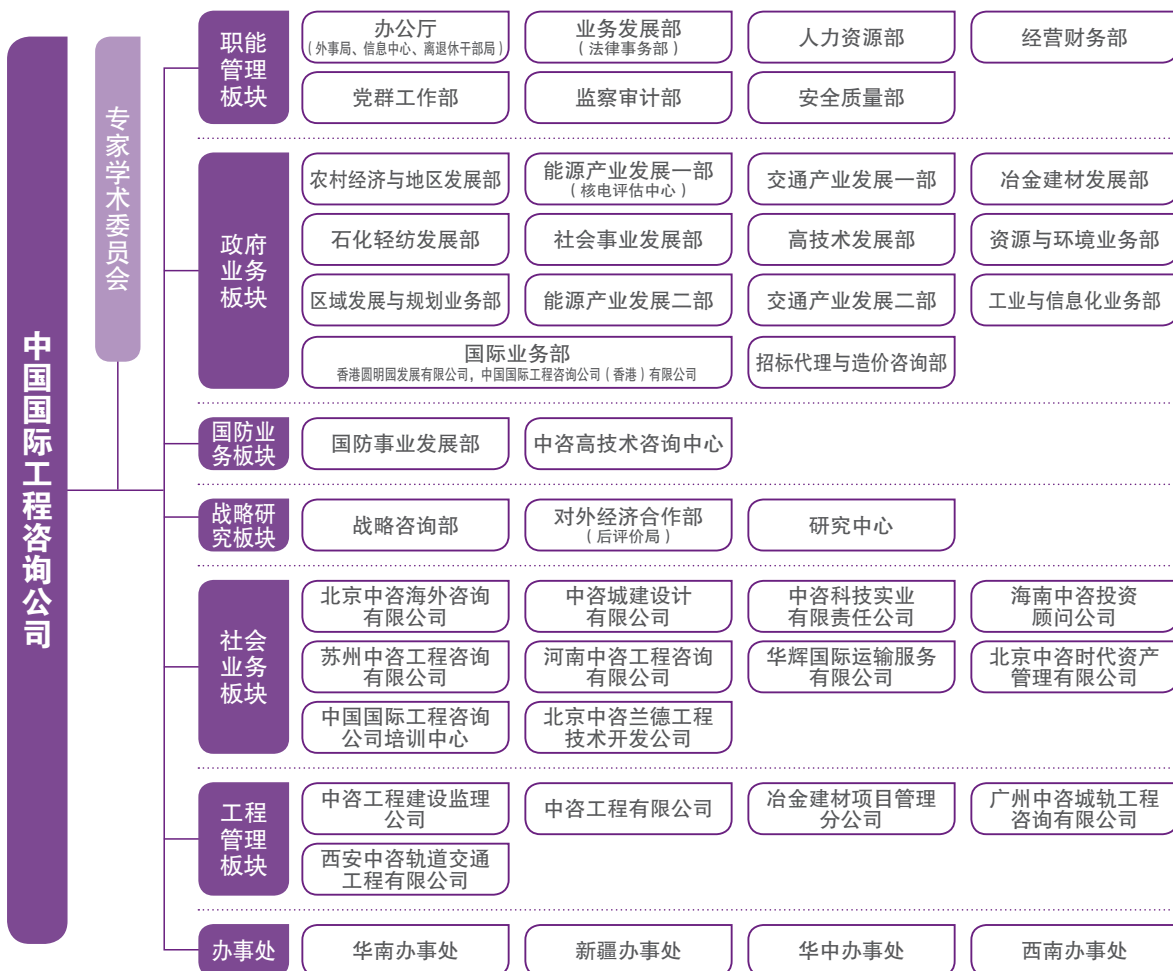 中国国际工程咨询公司
专家学术委员会
职能
管理
板块
办公厅
（外事局、信息中心、离退休干部局）
业务发展部
（法律事务部）
人力资源部
经营财务部
党群工作部
监察审计部
安全质量部
政府
业务
板块
农村经济与地区发展部
能源产业发展一部
（核电评估中心）
交通产业发展一部
冶金建材发展部
石化轻纺发展部
社会事业发展部
高技术发展部
资源与环境业务部
区域发展与规划业务部
能源产业发展二部
交通产业发展二部
工业与信息化业务部
国际业务部
香港圆明园发展有限公司，中国国际工程咨询公司（香港）有限公司
招标代理与造价咨询部
国防业
务板块
国防事业发展部
中咨高技术咨询中心
战略研
究板块
战略咨询部
对外经济合作部
（后评价局）
研究中心
社会
业务
板块
北京中咨海外咨询
有限公司
中咨城建设计
有限公司
中咨科技实业
有限责任公司
海南中咨投资
顾问公司
苏州中咨工程咨询
有限公司
河南中咨工程咨询
有限公司
华辉国际运输服务
有限公司
北京中咨时代资产
管理有限公司
中国国际工程咨询
公司培训中心
北京中咨兰德工程
技术开发公司
工程
管理
板块
中咨工程建设监理
公司
中咨工程有限公司
冶金建材项目管理
分公司
广州中咨城轨工程
咨询有限公司
西安中咨轨道交通
工程有限公司
办事处
华南办事处
新疆办事处
华中办事处
西南办事处